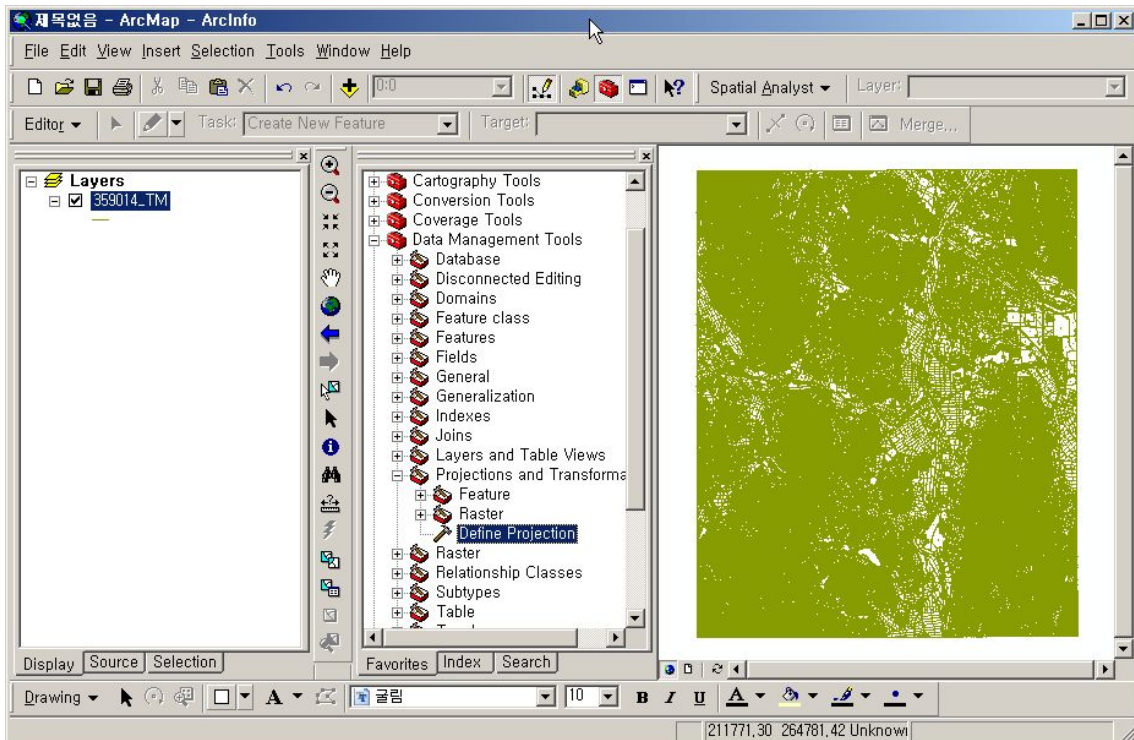 제목없음 - ArcMap - ArcInfo
File Edit View Insert Selection Tools Window Help
0:0 Spatial Analyst Layer:
Editor Task: Create New Feature Target: Merge...
Layers
359014_TM
Display Source Selection
Cartography Tools
Conversion Tools
Coverage Tools
Data Management Tools
Database
Disconnected Editing
Domains
Feature class
Features
Fields
General
Generalization
Indexes
Joins
Layers and Table Views
Projections and Transforma
Feature
Raster
Define Projection
Raster
Relationship Classes
Subtypes
Table
Favorites Index Search
Drawing A 굴림 10 B I U A
211771,30 264781,42 Unknow